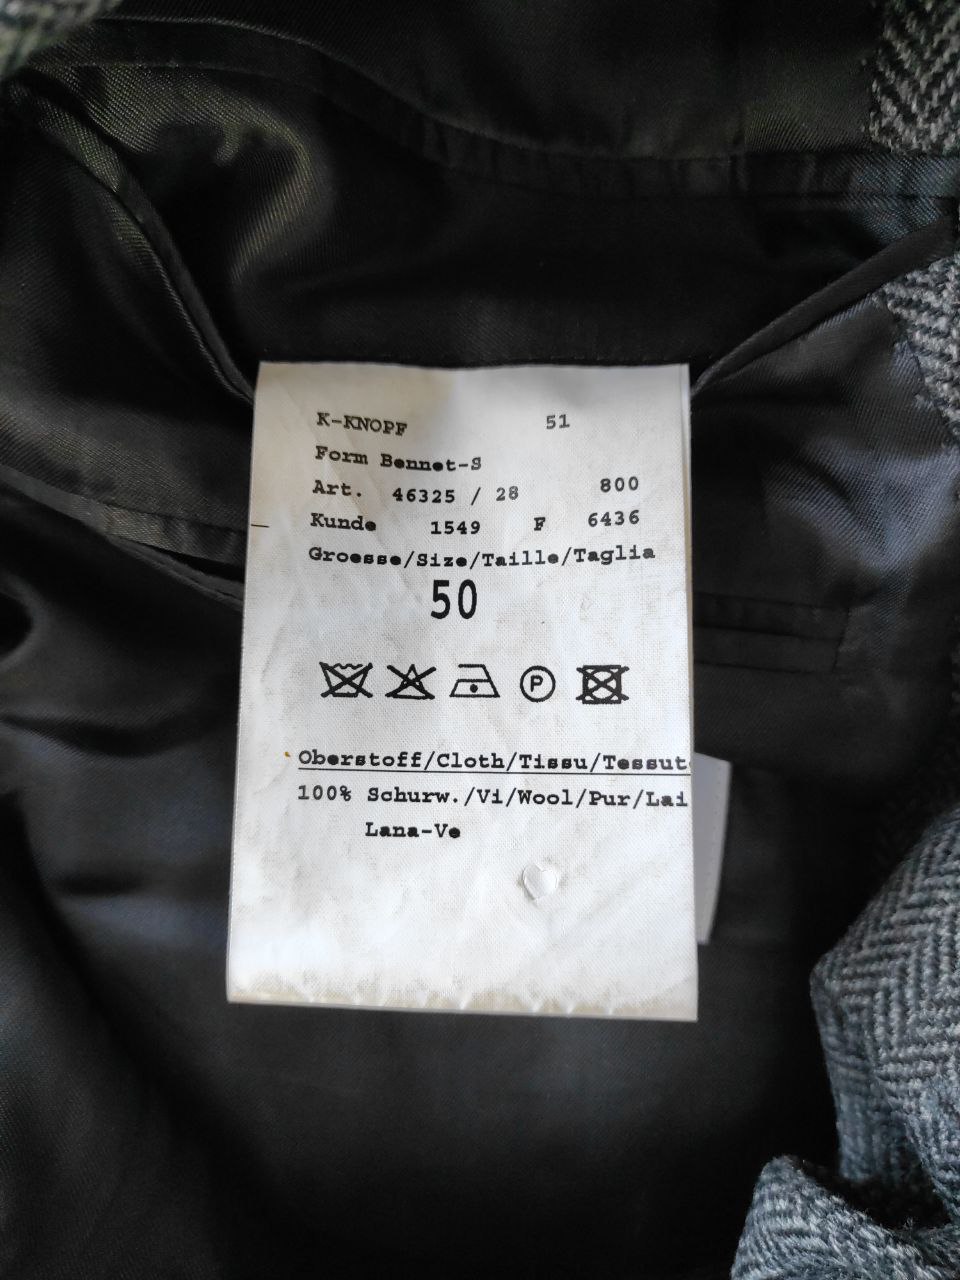 K-KNOPF 51
Form Bennet-S
Art. 46325 / 28 800
Kunde 1549 F 6436
Groesse/Size/Taille/Taglia
50
P
Oberstoff/Cloth/Tissu/Tessut
100% Schurw./Vi/Wool/Pur/Lai
Lana-Ve